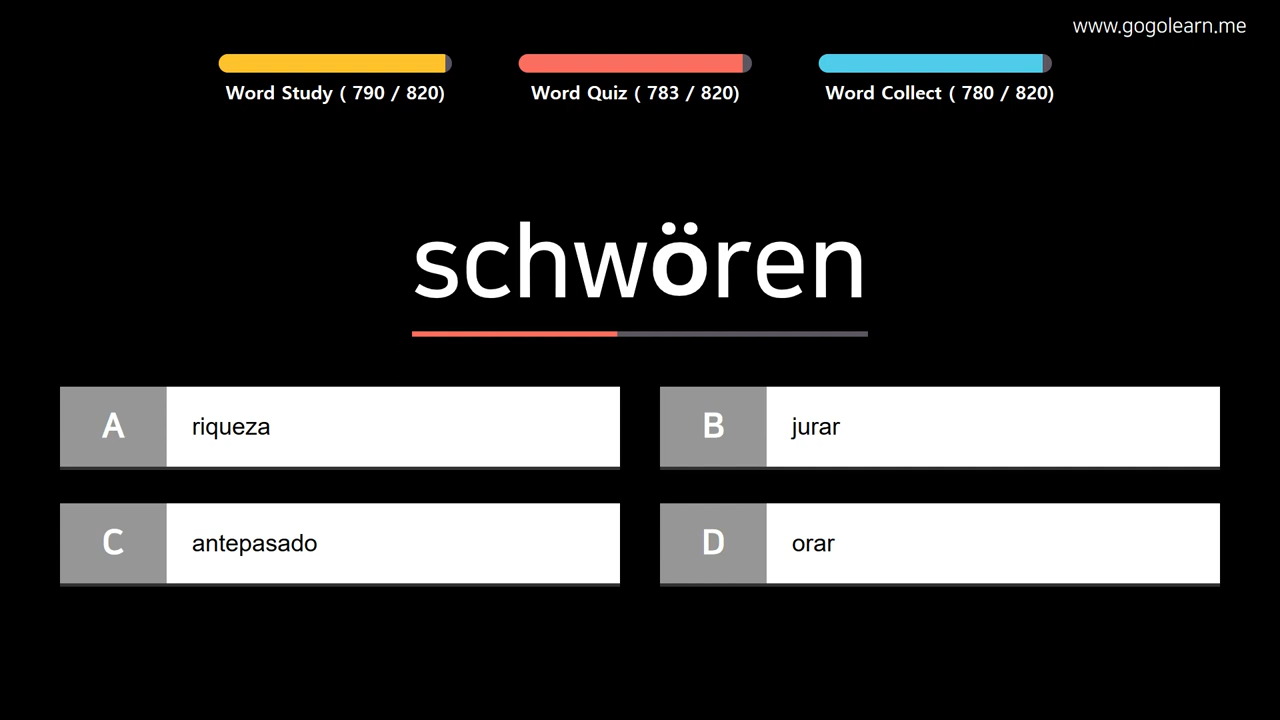 www.gogolearn.me
Word Study ( 790 / 820)
Word Quiz ( 783 / 820)
Word Collect ( 780 / 820)
schwören
A riqueza
B jurar
C antepasado
D orar